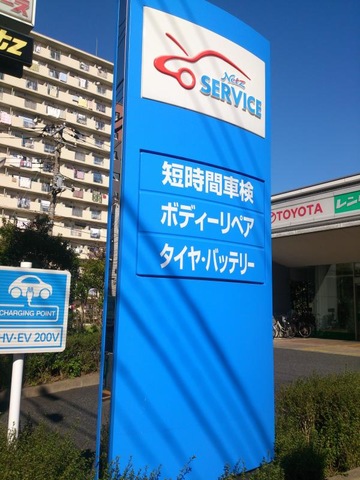 Netz
SERVICE
短時間車検
ボディーリペア
タイヤ・バッテリー
TOYOTA
CHARGING POINT
HV・EV 200V